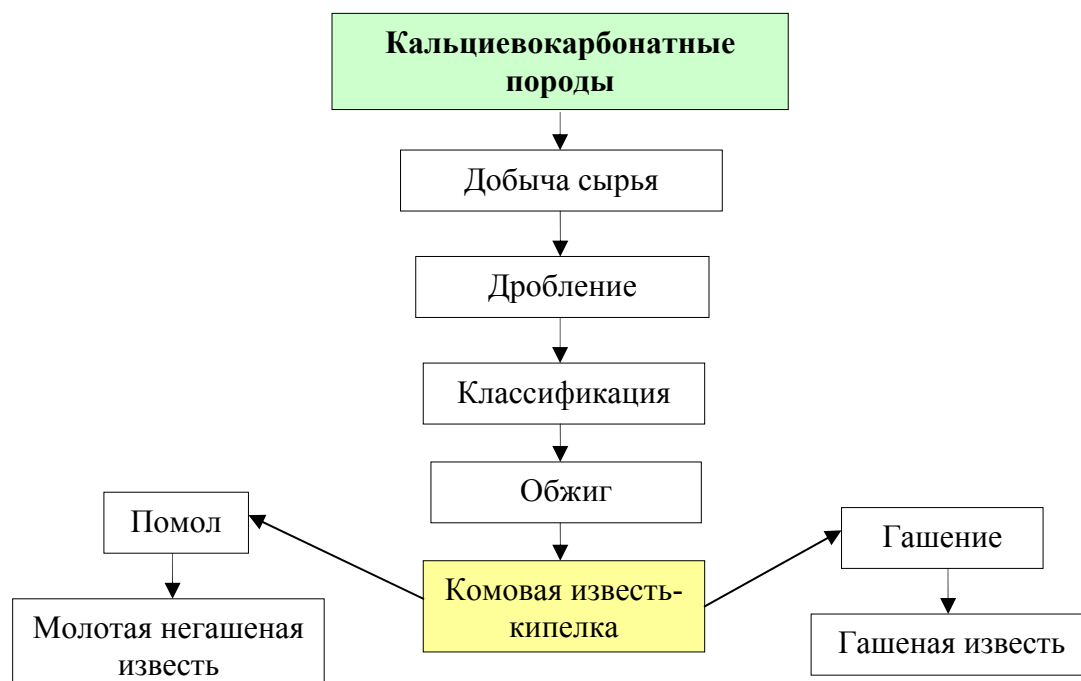 Кальциевокарбонатные
породы
Добыча сырья
Дробление
Классификация
Обжиг
Помол
Гашение
Комовая известь-
кипелка
Молотая негашеная
известь
Гашеная известь